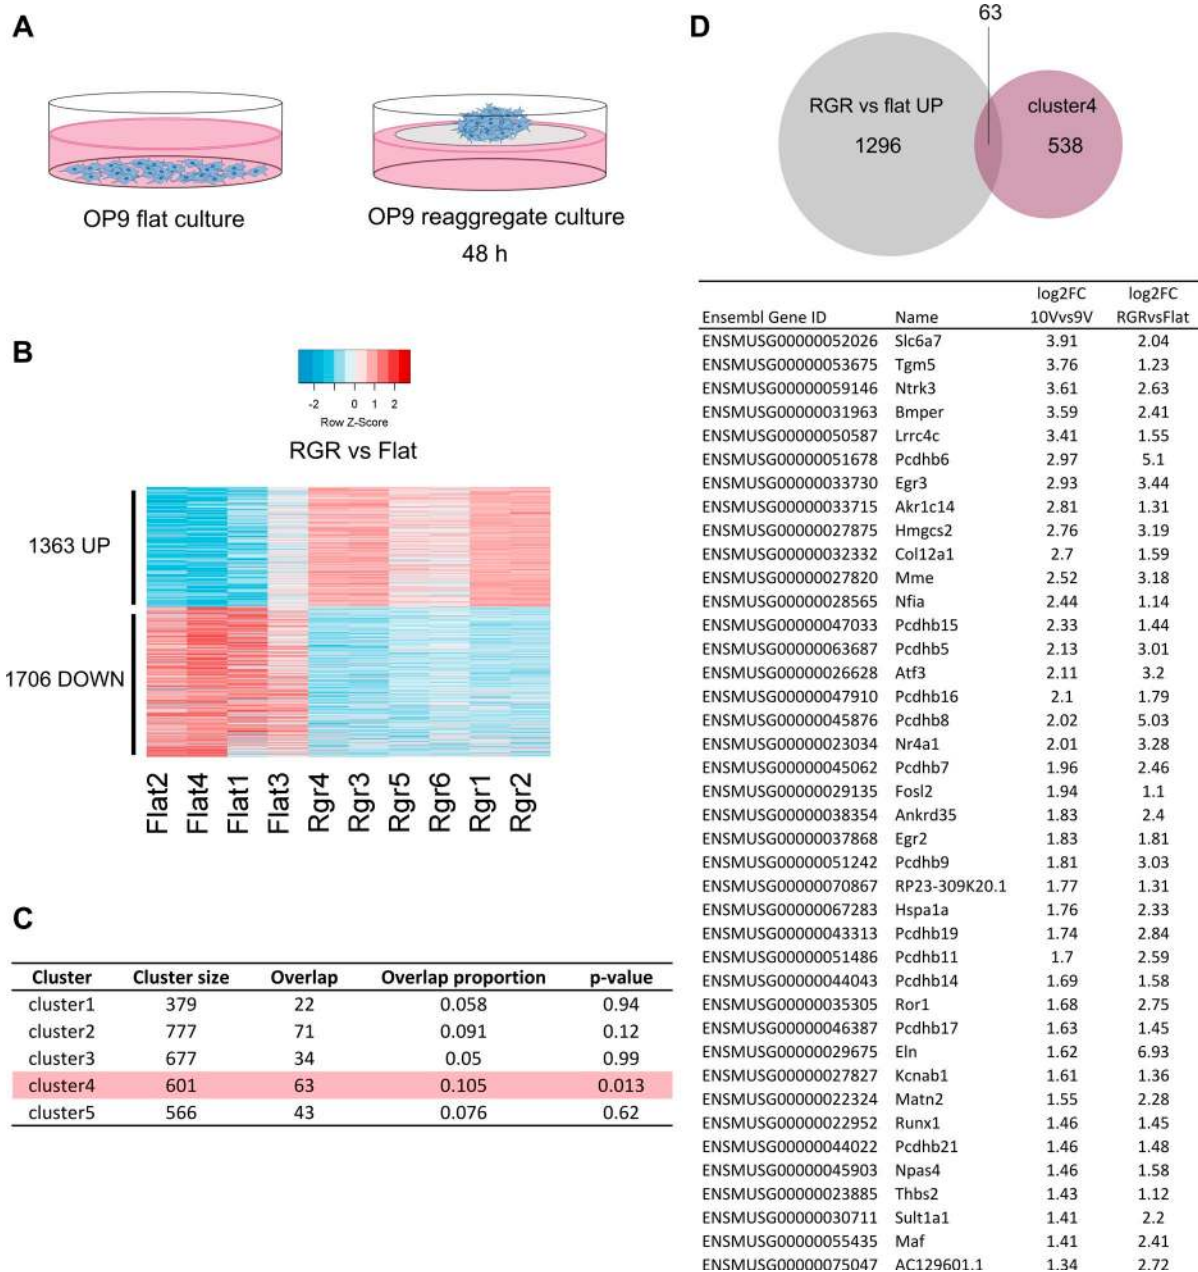 A
OP9 flat culture
OP9 reaggregate culture
48 h
B
-2 0 1 2
Row Z-Score
RGR vs Flat
1363 UP
1706 DOWN
Flat2
Flat4
Flat1
Flat3
Rgr4
Rgr3
Rgr5
Rgr6
Rgr1
Rgr2
C
Cluster Cluster size Overlap Overlap proportion p-value
cluster1 379 22 0.058 0.94
cluster2 777 71 0.091 0.12
cluster3 677 34 0.05 0.99
cluster4 601 63 0.105 0.013
cluster5 566 43 0.076 0.62
D
63
RGR vs flat UP
1296
cluster4
538
log2FC log2FC
Ensembl Gene ID Name 10Vvs9V RGRvsFlat
ENSMUSG00000052026 Slc6a7 3.91 2.04
ENSMUSG00000053675 Tgm5 3.76 1.23
ENSMUSG00000059146 Ntrk3 3.61 2.63
ENSMUSG00000031963 Bmper 3.59 2.41
ENSMUSG00000050587 Lrrc4c 3.41 1.55
ENSMUSG00000051678 Pcdhb6 2.97 5.1
ENSMUSG00000033730 Egr3 2.93 3.44
ENSMUSG00000033715 Akr1c14 2.81 1.31
ENSMUSG00000027875 Hmgcs2 2.76 3.19
ENSMUSG00000032332 Col12a1 2.7 1.59
ENSMUSG00000027820 Mme 2.52 3.18
ENSMUSG00000028565 Nfia 2.44 1.14
ENSMUSG00000047033 Pcdhb15 2.33 1.44
ENSMUSG00000063687 Pcdhb5 2.13 3.01
ENSMUSG00000026628 Atf3 2.11 3.2
ENSMUSG00000047910 Pcdhb16 2.1 1.79
ENSMUSG00000045876 Pcdhb8 2.02 5.03
ENSMUSG00000023034 Nr4a1 2.01 3.28
ENSMUSG00000045062 Pcdhb7 1.96 2.46
ENSMUSG00000029135 Fosl2 1.94 1.1
ENSMUSG00000038354 Ankrd35 1.83 2.4
ENSMUSG00000037868 Egr2 1.83 1.81
ENSMUSG00000051242 Pcdhb9 1.81 3.03
ENSMUSG00000070867 RP23-309K20.1 1.77 1.31
ENSMUSG00000067283 Hspa1a 1.76 2.33
ENSMUSG00000043313 Pcdhb19 1.74 2.84
ENSMUSG00000051486 Pcdhb11 1.7 2.59
ENSMUSG00000044043 Pcdhb14 1.69 1.58
ENSMUSG00000035305 Ror1 1.68 2.75
ENSMUSG00000046387 Pcdhb17 1.63 1.45
ENSMUSG00000029675 Eln 1.62 6.93
ENSMUSG00000027827 Kcnab1 1.61 1.36
ENSMUSG00000022324 Matn2 1.55 2.28
ENSMUSG00000022952 Runx1 1.46 1.45
ENSMUSG00000044022 Pcdhb21 1.46 1.48
ENSMUSG00000045903 Npas4 1.46 1.58
ENSMUSG00000023885 Thbs2 1.43 1.12
ENSMUSG00000030711 Sult1a1 1.41 2.2
ENSMUSG00000055435 Maf 1.41 2.41
ENSMUSG00000075047 AC129601.1 1.34 2.72